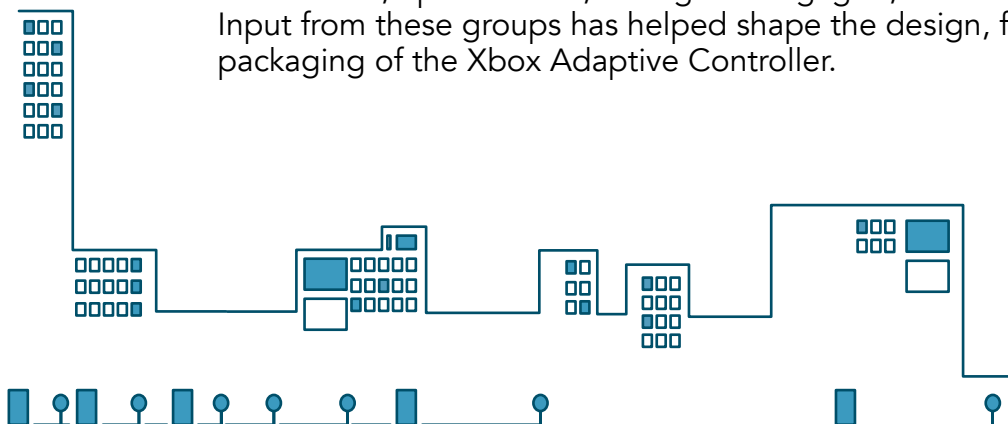 Input from these groups has helped shape the design, f
packaging of the Xbox Adaptive Controller.